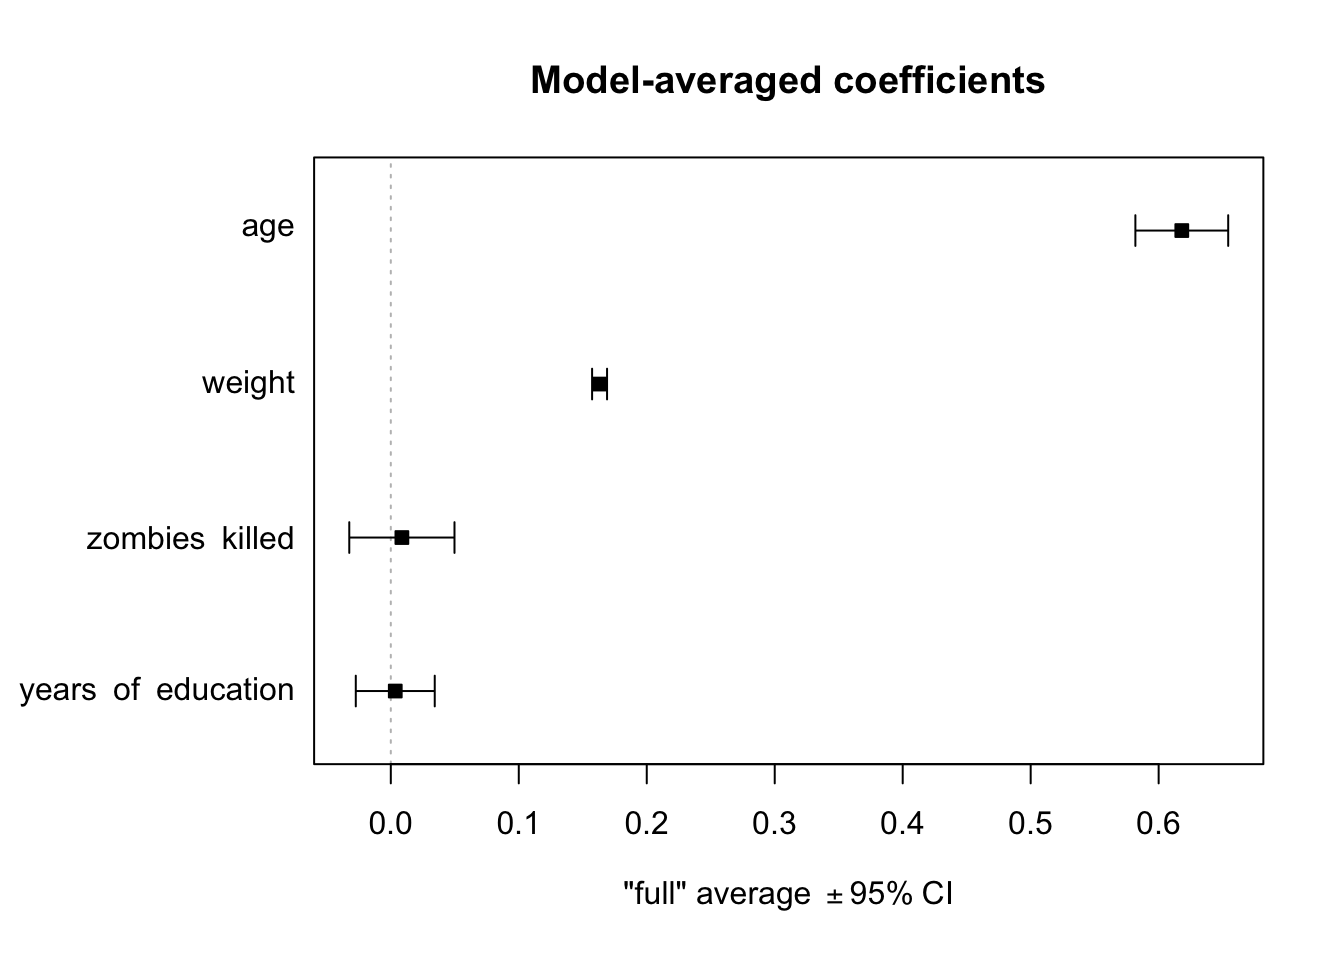 Model-averaged coefficients
age
weight
zombies killed
years of education
0.0 0.1 0.2 0.3 0.4 0.5 0.6
"full" average ± 95% CI